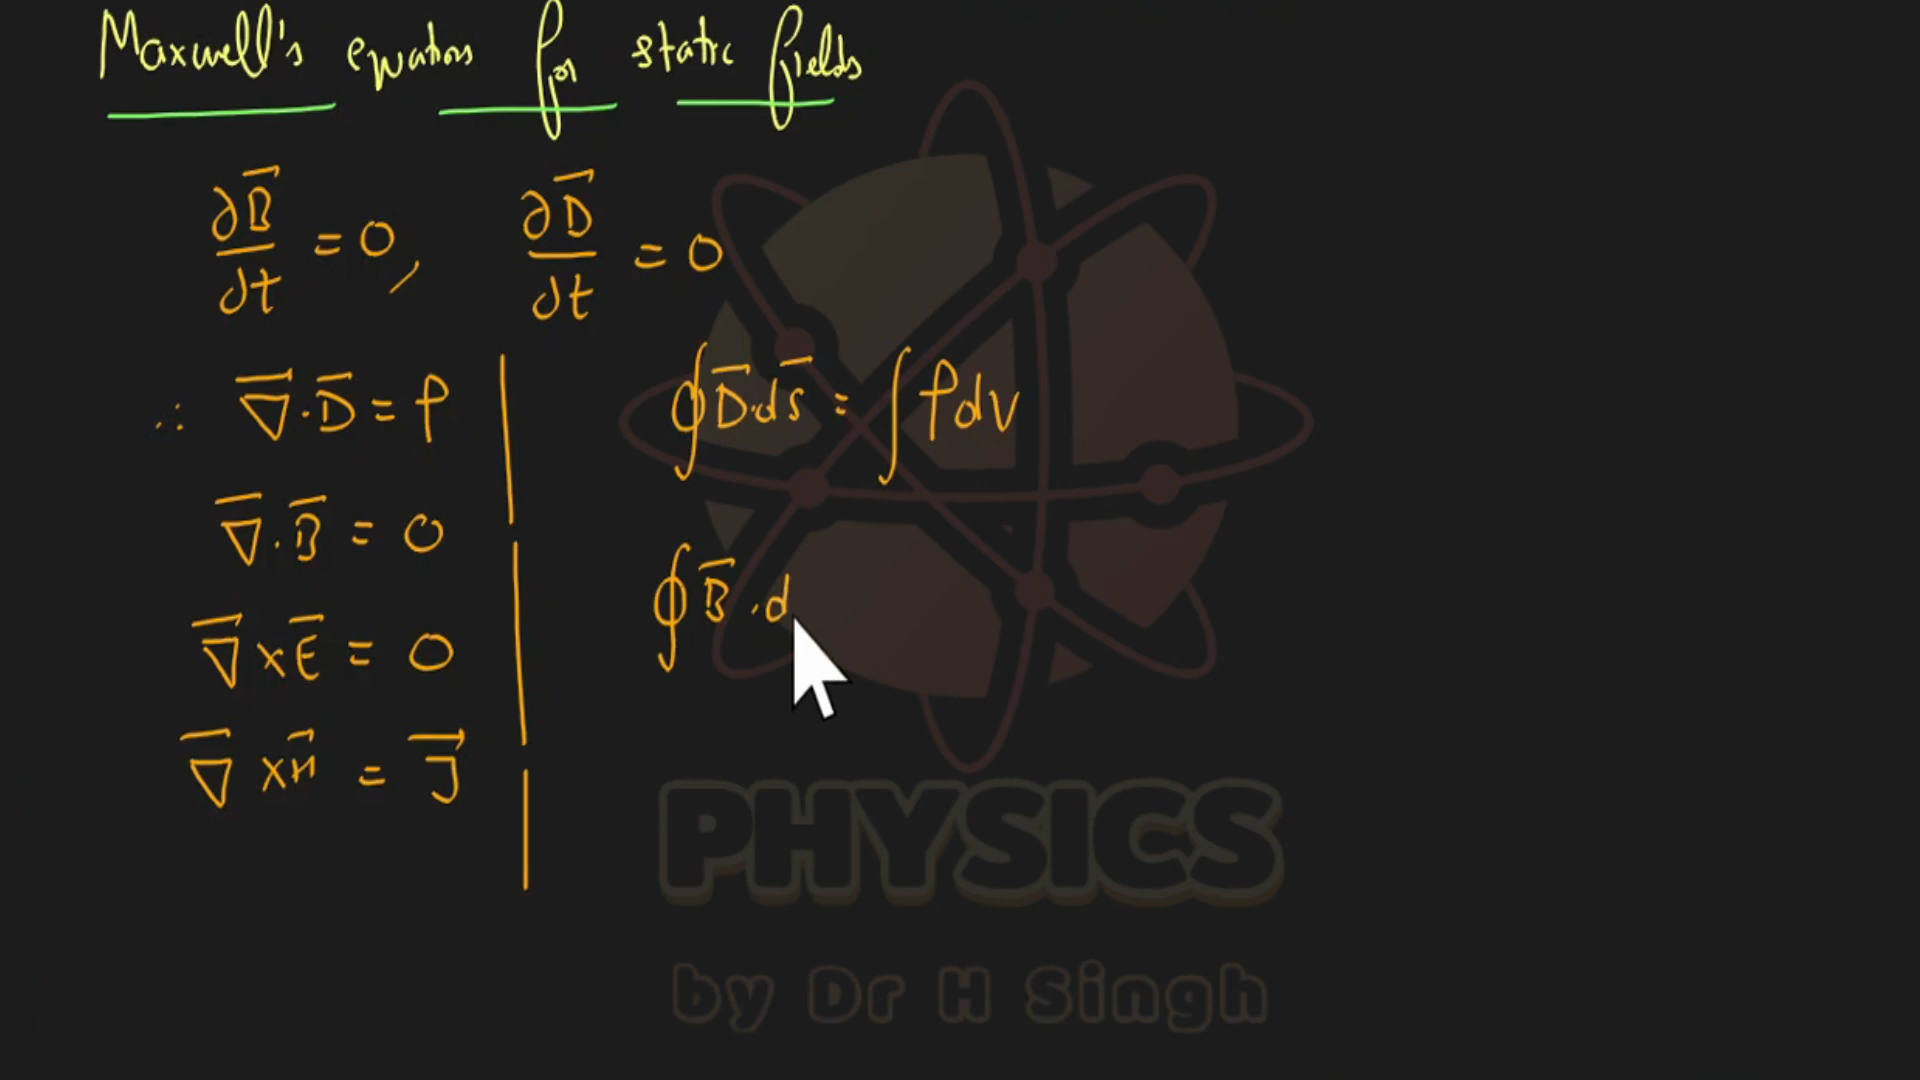 Maxwell's equations for static fields
∂B⃗/∂t = 0, ∂D⃗/∂t = 0
∴ ∇⃗·D⃗ = ρ
∮D⃗·ds⃗ = ∫ρdv
∇⃗·B⃗ = 0
∮B⃗·d
∇⃗×E⃗ = 0
∇⃗×H⃗ = J⃗
PHYSICS
by Dr H Singh